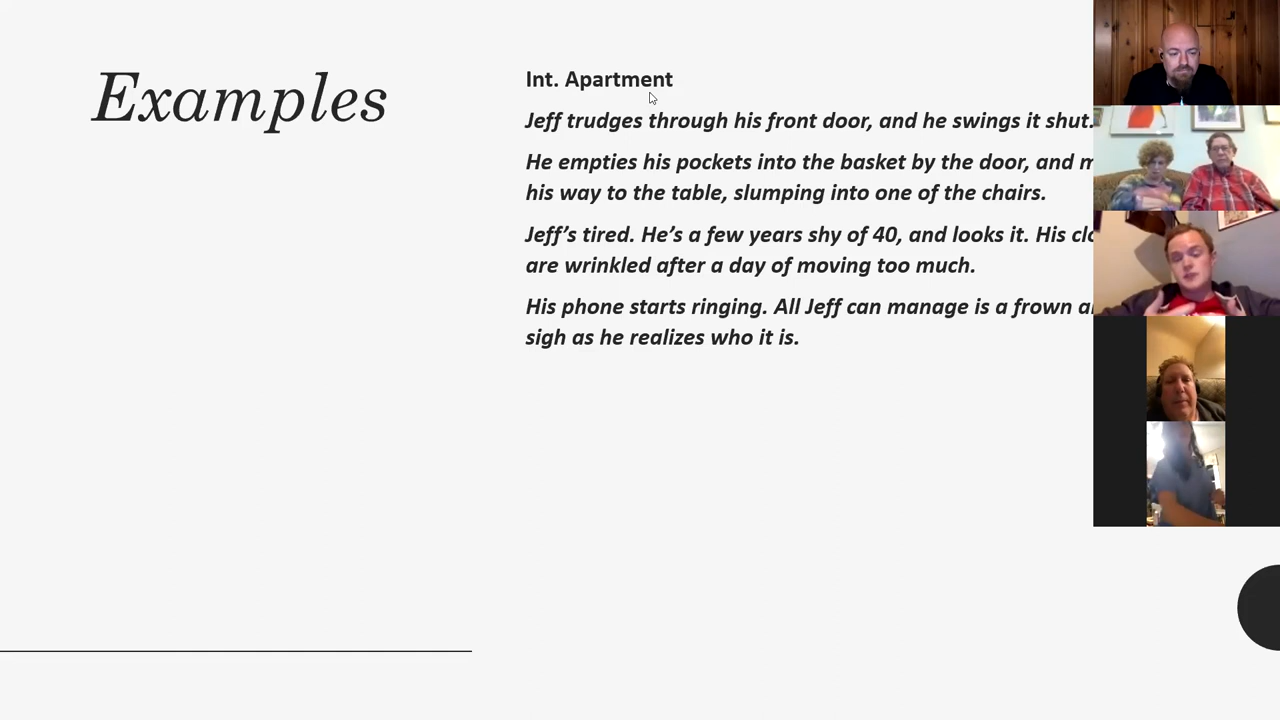 Examples
Int. Apartment
Jeff trudges through his front door, and he swings it shut.
He empties his pockets into the basket by the door, and
his way to the table, slumping into one of the chairs.
Jeff’s tired. He’s a few years shy of 40, and looks it. His
are wrinkled after a day of moving too much.
His phone starts ringing. All Jeff can manage is a frown
sigh as he realizes who it is.